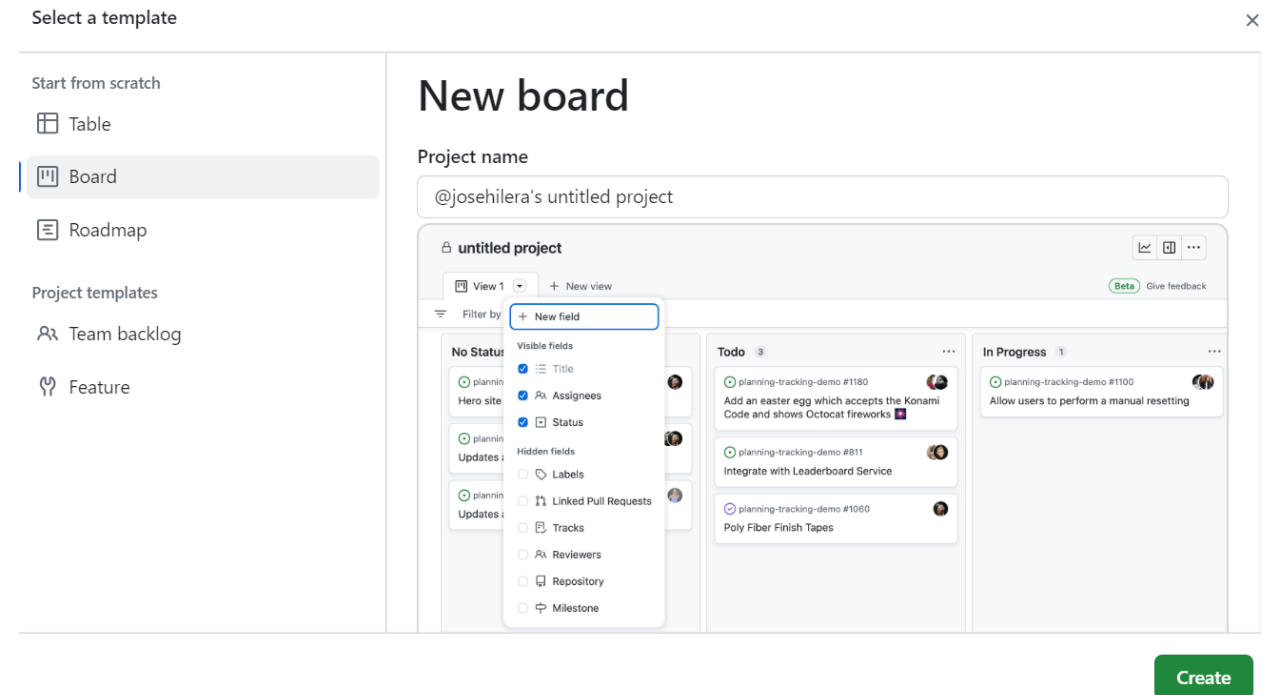 Select a template
Start from scratch
Table
Board
Roadmap
Project templates
Team backlog
Feature
New board
Project name
@josehilera's untitled project
untitled project
View 1
+ New view
Beta Give feedback
Filter by
+ New field
Visible fields
Title
Assignees
Status
Hidden fields
Labels
Linked Pull Requests
Tracks
Reviewers
Repository
Milestone
No Status
plannin
Hero site
plannin
Updates
plannin
Updates
Todo 3
planning-tracking-demo #1180
Add an easter egg which accepts the Konami
Code and shows Octocat fireworks
planning-tracking-demo #811
Integrate with Leaderboard Service
planning-tracking-demo #1060
Poly Fiber Finish Tapes
In Progress 1
planning-tracking-demo #1100
Allow users to perform a manual resetting
Create